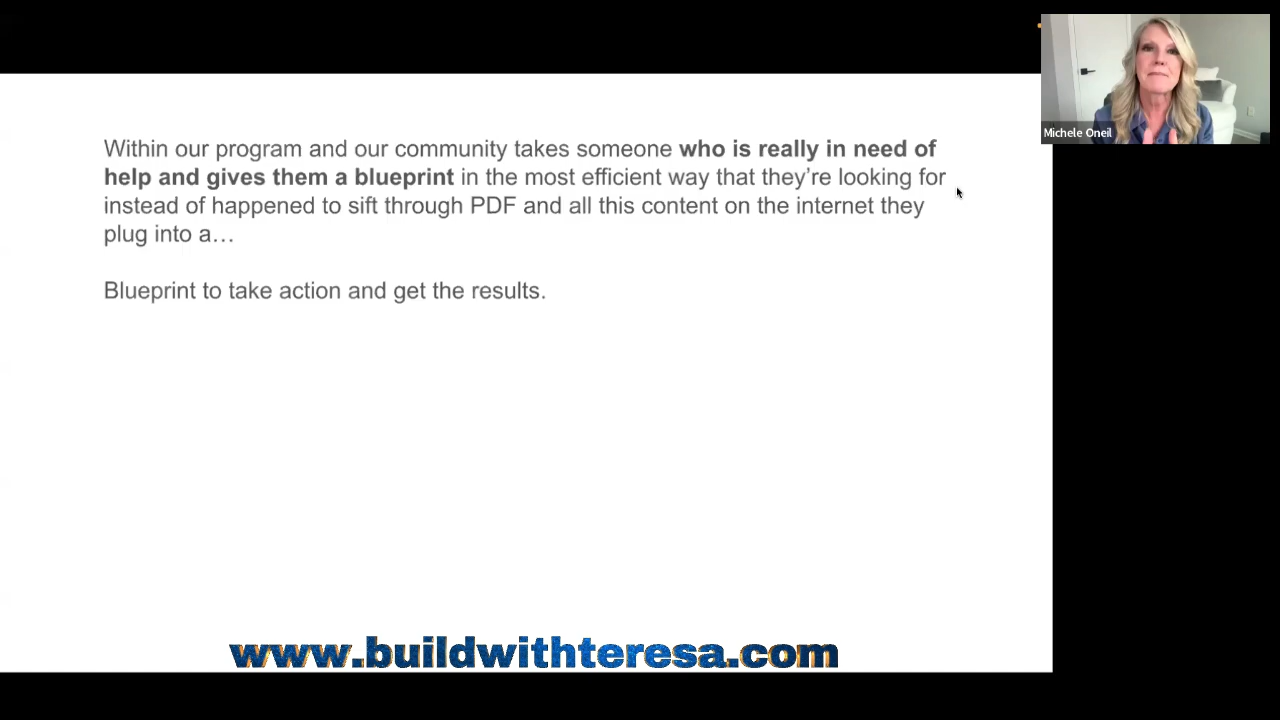 Within our program and our community takes someone who is really in need of
help and gives them a blueprint in the most efficient way that they’re looking for
instead of happened to sift through PDF and all this content on the internet they
plug into a…
Blueprint to take action and get the results.
www.buildwithteresa.com
Michele Oneil